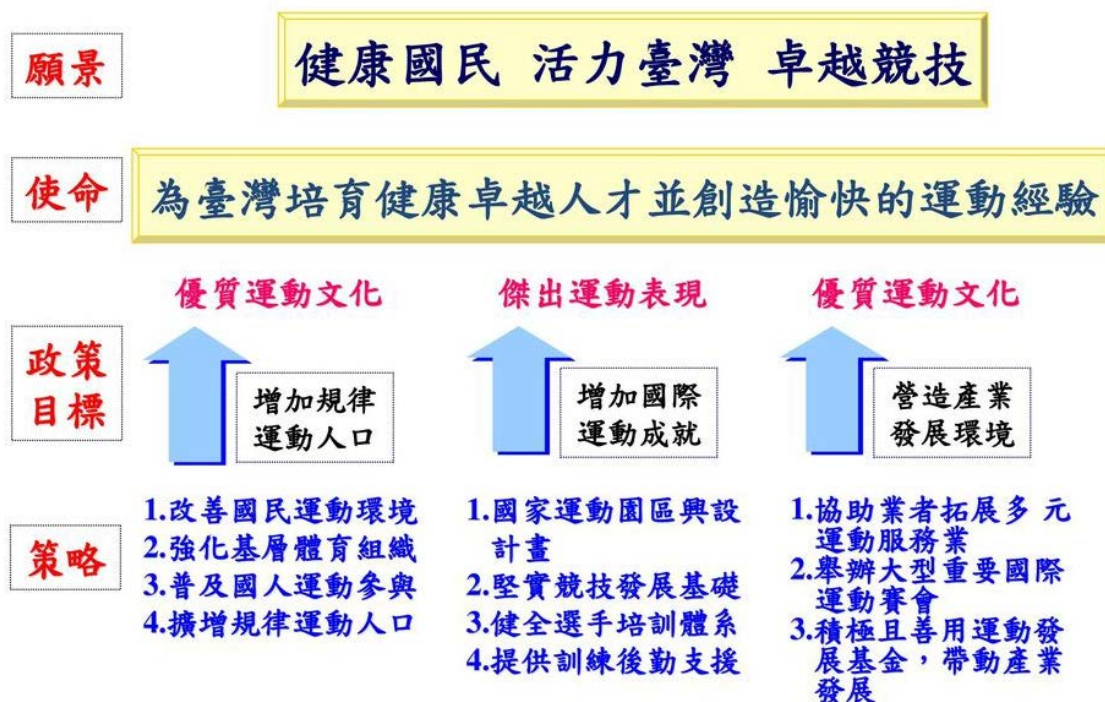 願景
健康國民 活力臺灣 卓越競技
使命
為臺灣培育健康卓越人才並創造愉快的運動經驗
政策
目標
優質運動文化
增加規律
運動人口
傑出運動表現
增加國際
運動成就
優質運動文化
營造產業
發展環境
策略
1.改善國民運動環境
2.強化基層體育組織
3.普及國人運動參與
4.擴增規律運動人口
1.國家運動園區興設
計畫
2.堅實競技發展基礎
3.健全選手培訓體系
4.提供訓練後勤支援
1.協助業者拓展多 元
運動服務業
2.舉辦大型重要國際
運動賽會
3.積極且善用運動發
展基金，帶動產業
發展